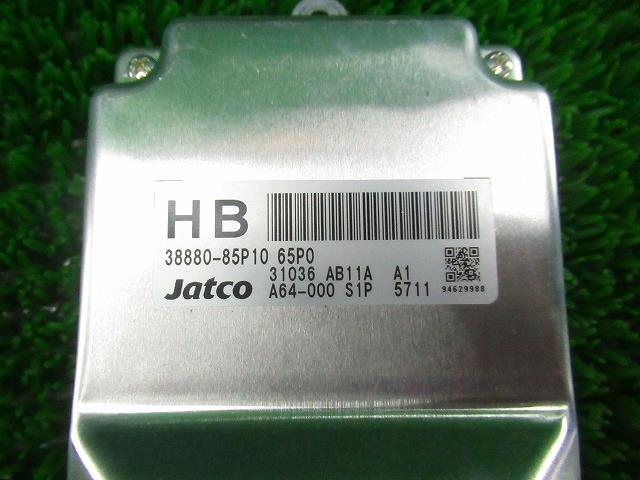 HB
38880-85P10 65P0
31036 AB11A A1
Jatco A64-000 S1P 5711 94629988